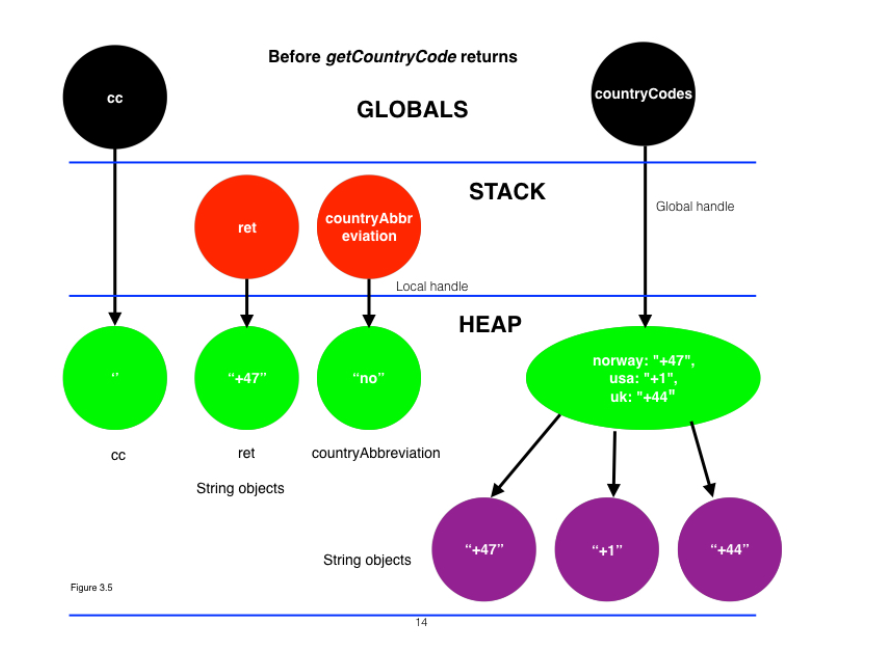 Before getCountryCode returns
cc
countryCodes
GLOBALS
STACK
Global handle
ret
countryAbbr
eviation
Local handle
HEAP
‘’
“+47”
“no”
norway: "+47",
usa: "+1",
uk: "+44"
cc
ret
countryAbbreviation
String objects
“+47”
“+1”
“+44”
String objects
Figure 3.5
14